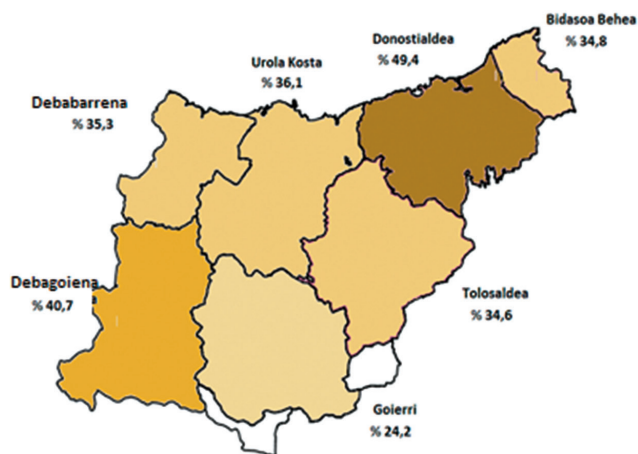 Bidasoa Behea
% 34,8
Donostialdea
% 49,4
Urola Kosta
% 36,1
Debabarrena
% 35,3
Debagoiena
% 40,7
Tolosaldea
% 34,6
Goierri
% 24,2